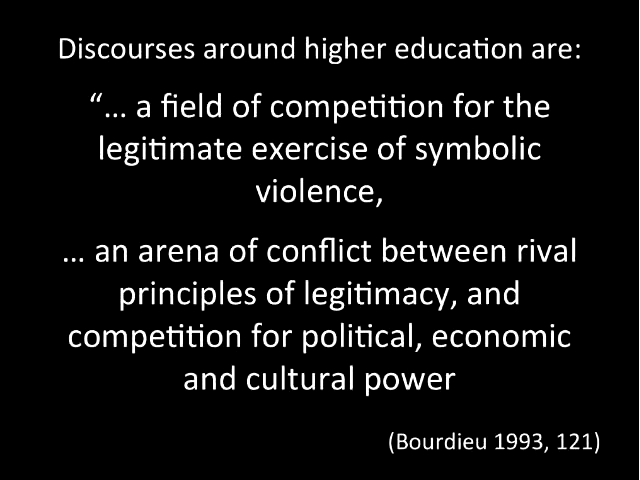 Discourses around higher education are:
“… a field of competition for the
legitimate exercise of symbolic
violence,
… an arena of conflict between rival
principles of legitimacy, and
competition for political, economic
and cultural power
(Bourdieu 1993, 121)